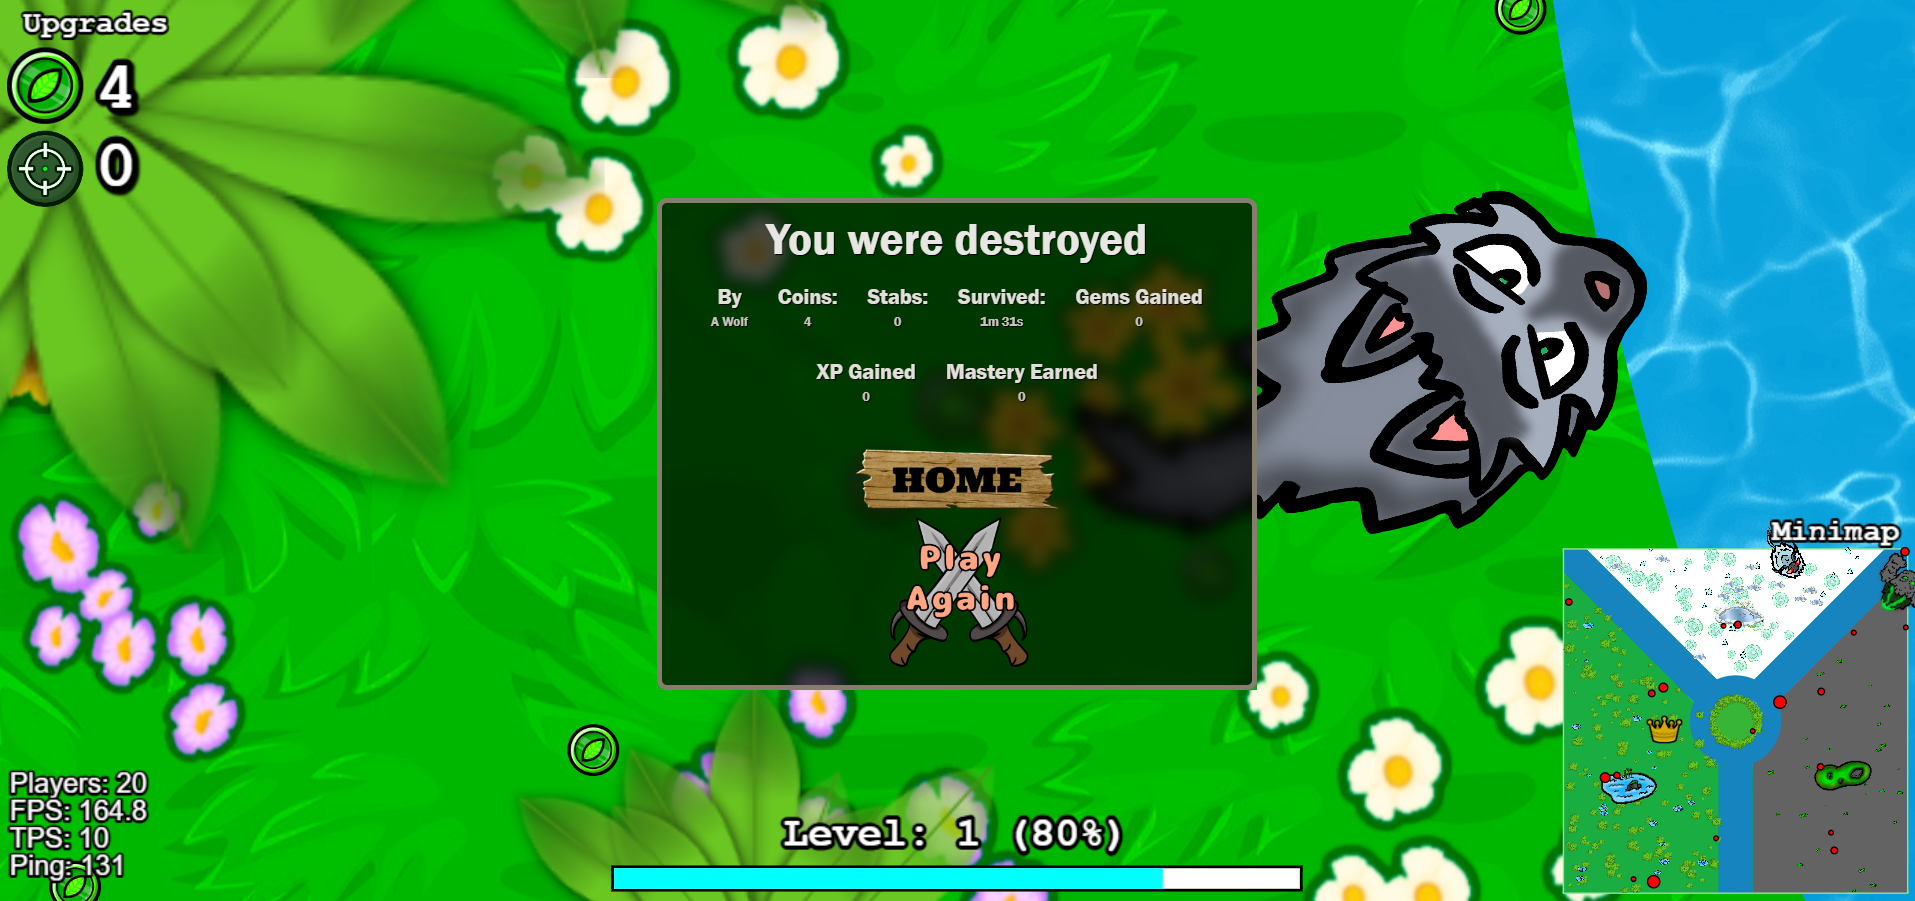 Upgrades
4
0
You were destroyed
By Coins: Stabs: Survived: Gems Gained
A Wolf 4 0 1m 31s 0
XP Gained Mastery Earned
0 0
HOME
Play
Again
Minimap
Players: 20
FPS: 164.8
TPS: 10
Ping: 131
Level: 1 (80%)